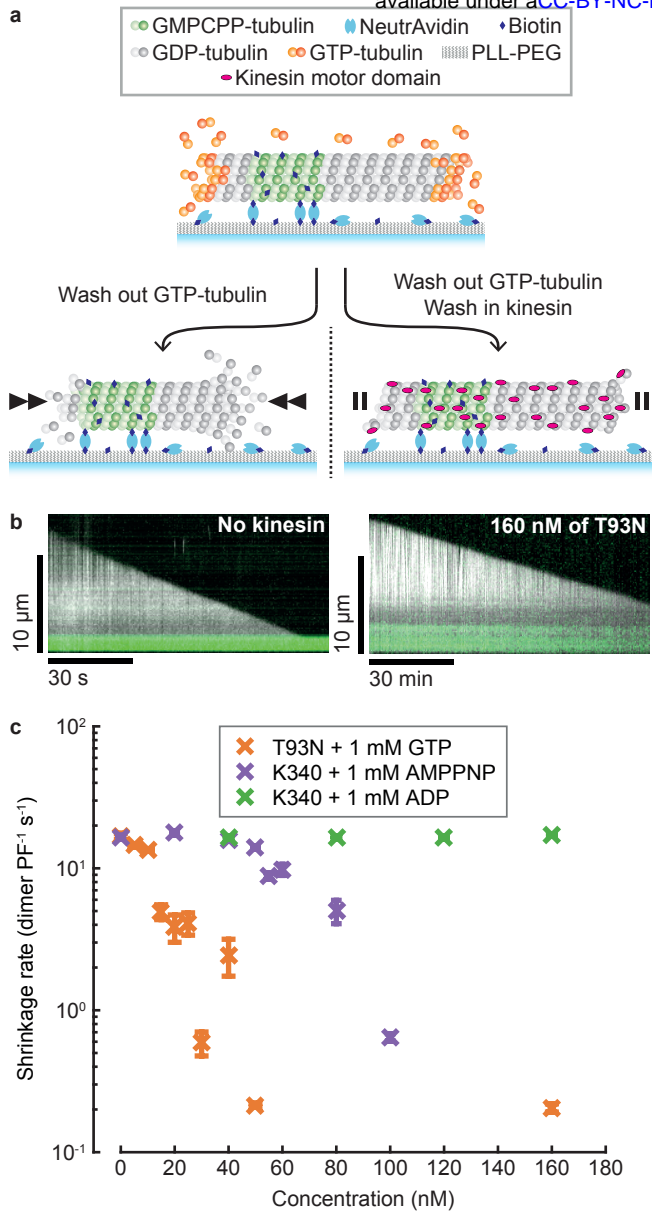 available under aCC-BY-NC-
a
GMPCPP-tubulin NeutrAvidin Biotin
GDP-tubulin GTP-tubulin PLL-PEG
Kinesin motor domain
Wash out GTP-tubulin
Wash out GTP-tubulin
Wash in kinesin
b
No kinesin
160 nM of T93N
10 µm
10 µm
30 s
30 min
c
T93N + 1 mM GTP
K340 + 1 mM AMPPNP
K340 + 1 mM ADP
Shrinkage rate (dimer PF⁻¹ s⁻¹)
10²
10¹
10⁰
10⁻¹
0 20 40 60 80 100 120 140 160 180
Concentration (nM)